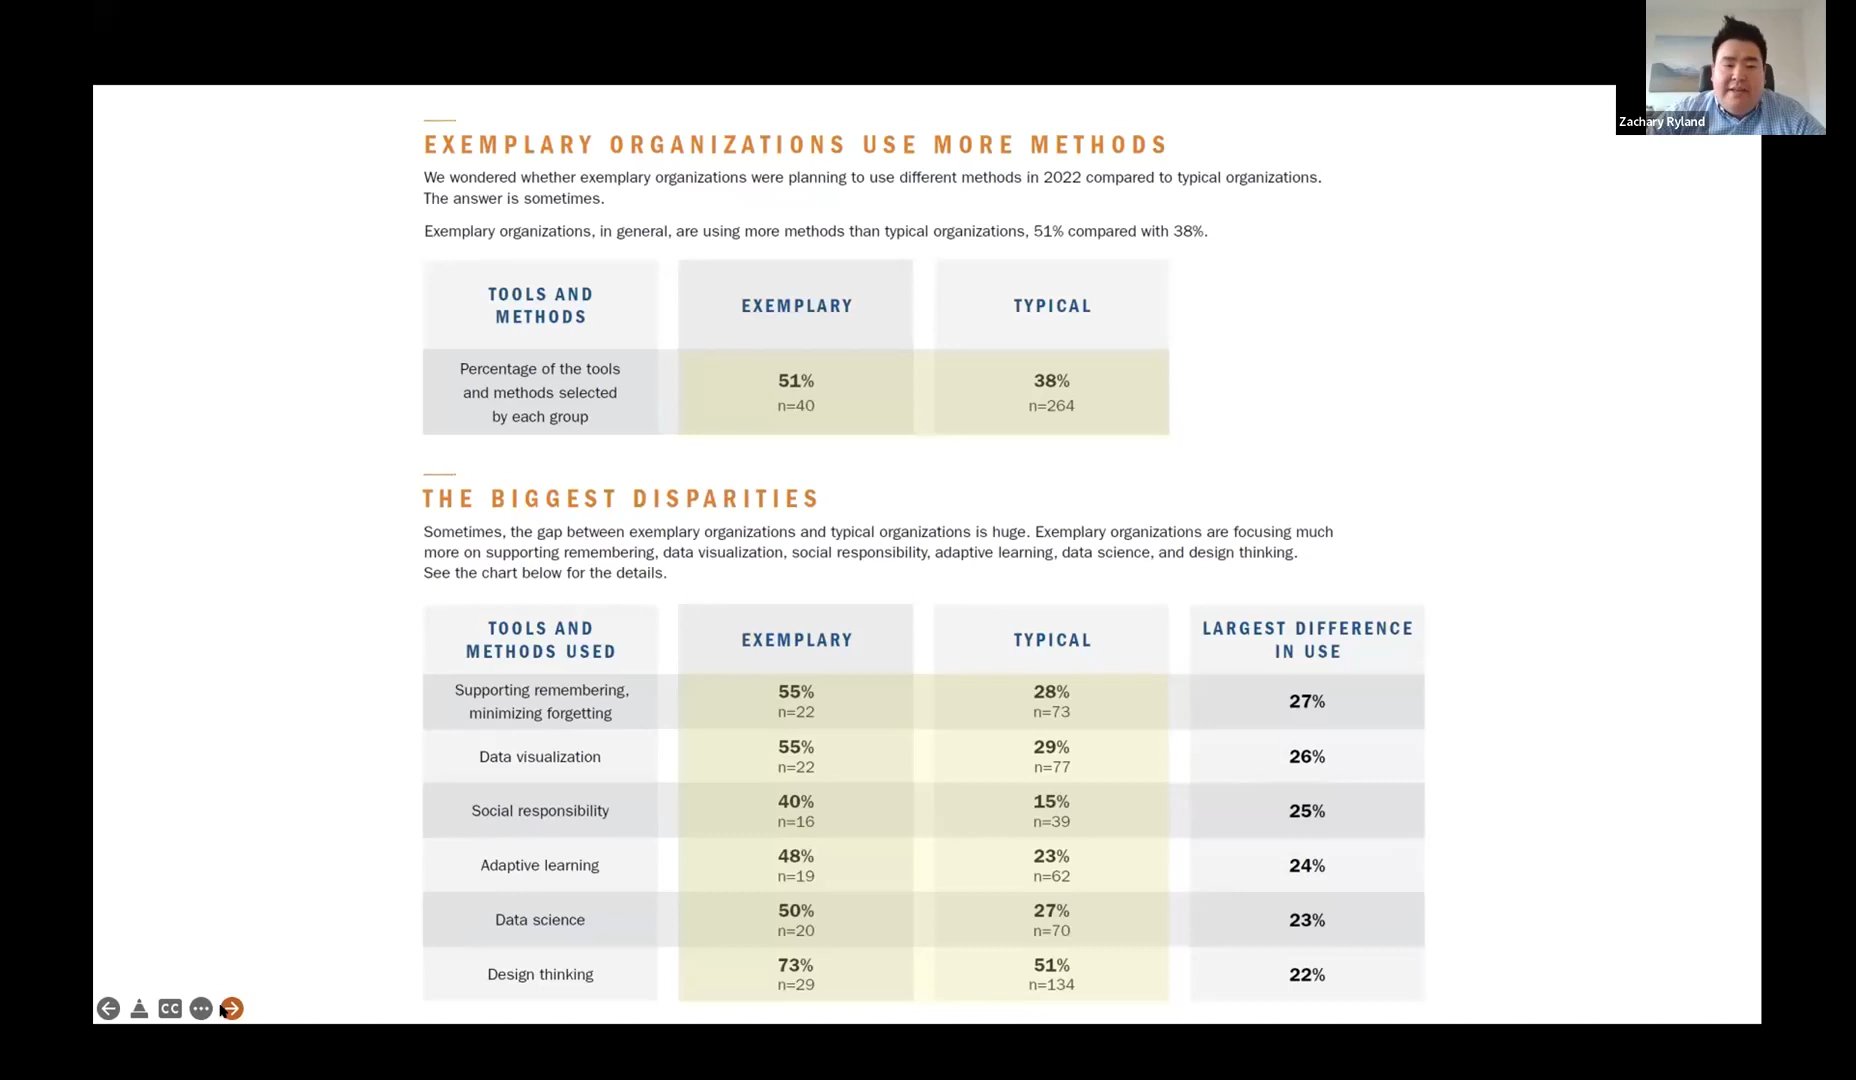 Zachary Ryland
EXEMPLARY ORGANIZATIONS USE MORE METHODS
We wondered whether exemplary organizations were planning to use different methods in 2022 compared to typical organizations.
The answer is sometimes.
Exemplary organizations, in general, are using more methods than typical organizations, 51% compared with 38%.
TOOLS AND
METHODS
EXEMPLARY
TYPICAL
Percentage of the tools
and methods selected
by each group
51%
n=40
38%
n=264
THE BIGGEST DISPARITIES
Sometimes, the gap between exemplary organizations and typical organizations is huge. Exemplary organizations are focusing much
more on supporting remembering, data visualization, social responsibility, adaptive learning, data science, and design thinking.
See the chart below for the details.
TOOLS AND
METHODS USED
EXEMPLARY
TYPICAL
LARGEST DIFFERENCE
IN USE
Supporting remembering,
minimizing forgetting
55%
n=22
28%
n=73
27%
Data visualization
55%
n=22
29%
n=77
26%
Social responsibility
40%
n=16
15%
n=39
25%
Adaptive learning
48%
n=19
23%
n=62
24%
Data science
50%
n=20
27%
n=70
23%
Design thinking
73%
n=29
51%
n=134
22%
CC